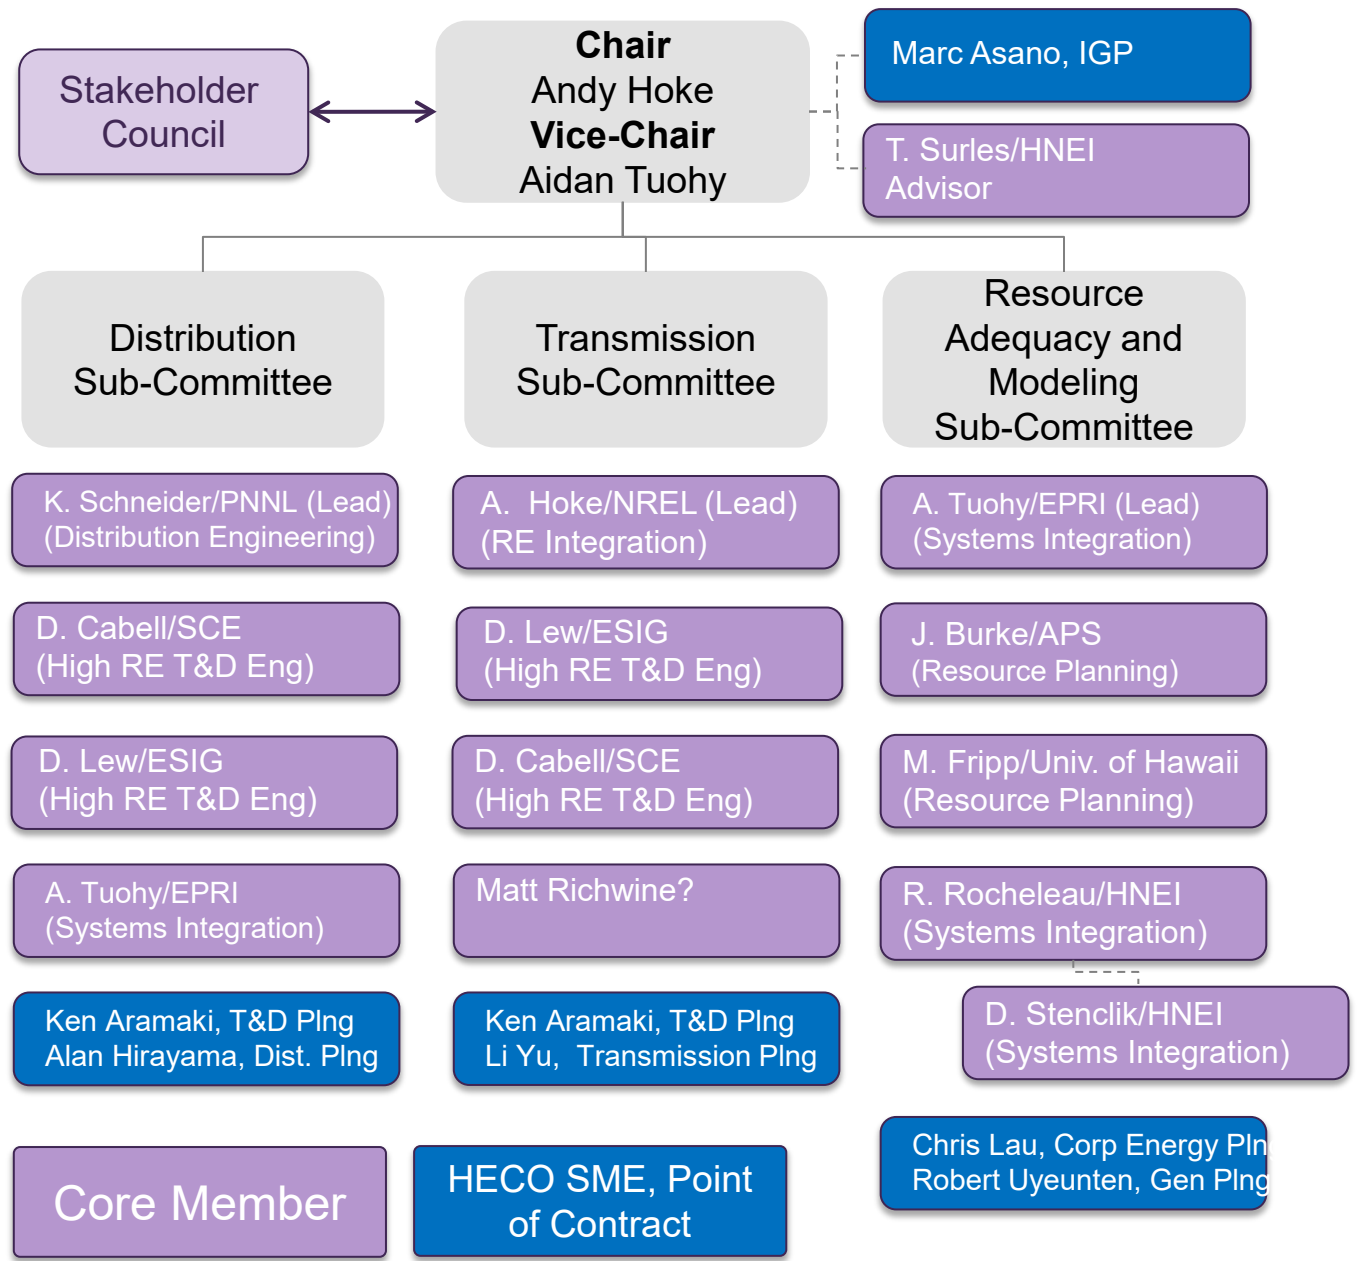 Stakeholder
Council
Chair
Andy Hoke
Vice-Chair
Aidan Tuohy
Marc Asano, IGP
T. Surles/HNEI
Advisor
Distribution
Sub-Committee
Transmission
Sub-Committee
Resource
Adequacy and
Modeling
Sub-Committee
K. Schneider/PNNL (Lead)
(Distribution Engineering)
D. Cabell/SCE
(High RE T&D Eng)
D. Lew/ESIG
(High RE T&D Eng)
A. Tuohy/EPRI
(Systems Integration)
Ken Aramaki, T&D Plng
Alan Hirayama, Dist. Plng
A.  Hoke/NREL (Lead)
(RE Integration)
D. Lew/ESIG
(High RE T&D Eng)
D. Cabell/SCE
(High RE T&D Eng)
Matt Richwine?
Ken Aramaki, T&D Plng
Li Yu,  Transmission Plng
A. Tuohy/EPRI (Lead)
(Systems Integration)
J. Burke/APS
(Resource Planning)
M. Fripp/Univ. of Hawaii
(Resource Planning)
R. Rocheleau/HNEI
(Systems Integration)
D. Stenclik/HNEI
(Systems Integration)
Chris Lau, Corp Energy Pln
Robert Uyeunten, Gen Plng
Core Member
HECO SME, Point
of Contract